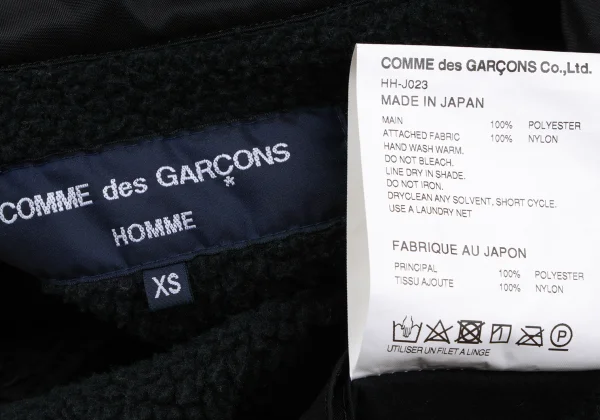 COMME des GARÇONS
*
HOMME
XS
COMME des GARÇONS Co.,Ltd.
HH-J023
MADE IN JAPAN
MAIN 100% POLYESTER
ATTACHED FABRIC 100% NYLON
HAND WASH WARM.
DO NOT BLEACH.
LINE DRY IN SHADE.
DO NOT IRON.
DRYCLEAN ANY SOLVENT, SHORT CYCLE.
USE A LAUNDRY NET
FABRIQUE AU JAPON
PRINCIPAL 100% POLYESTER
TISSU AJOUTE 100% NYLON
1 P
UTILISER UN FILET A LINGE